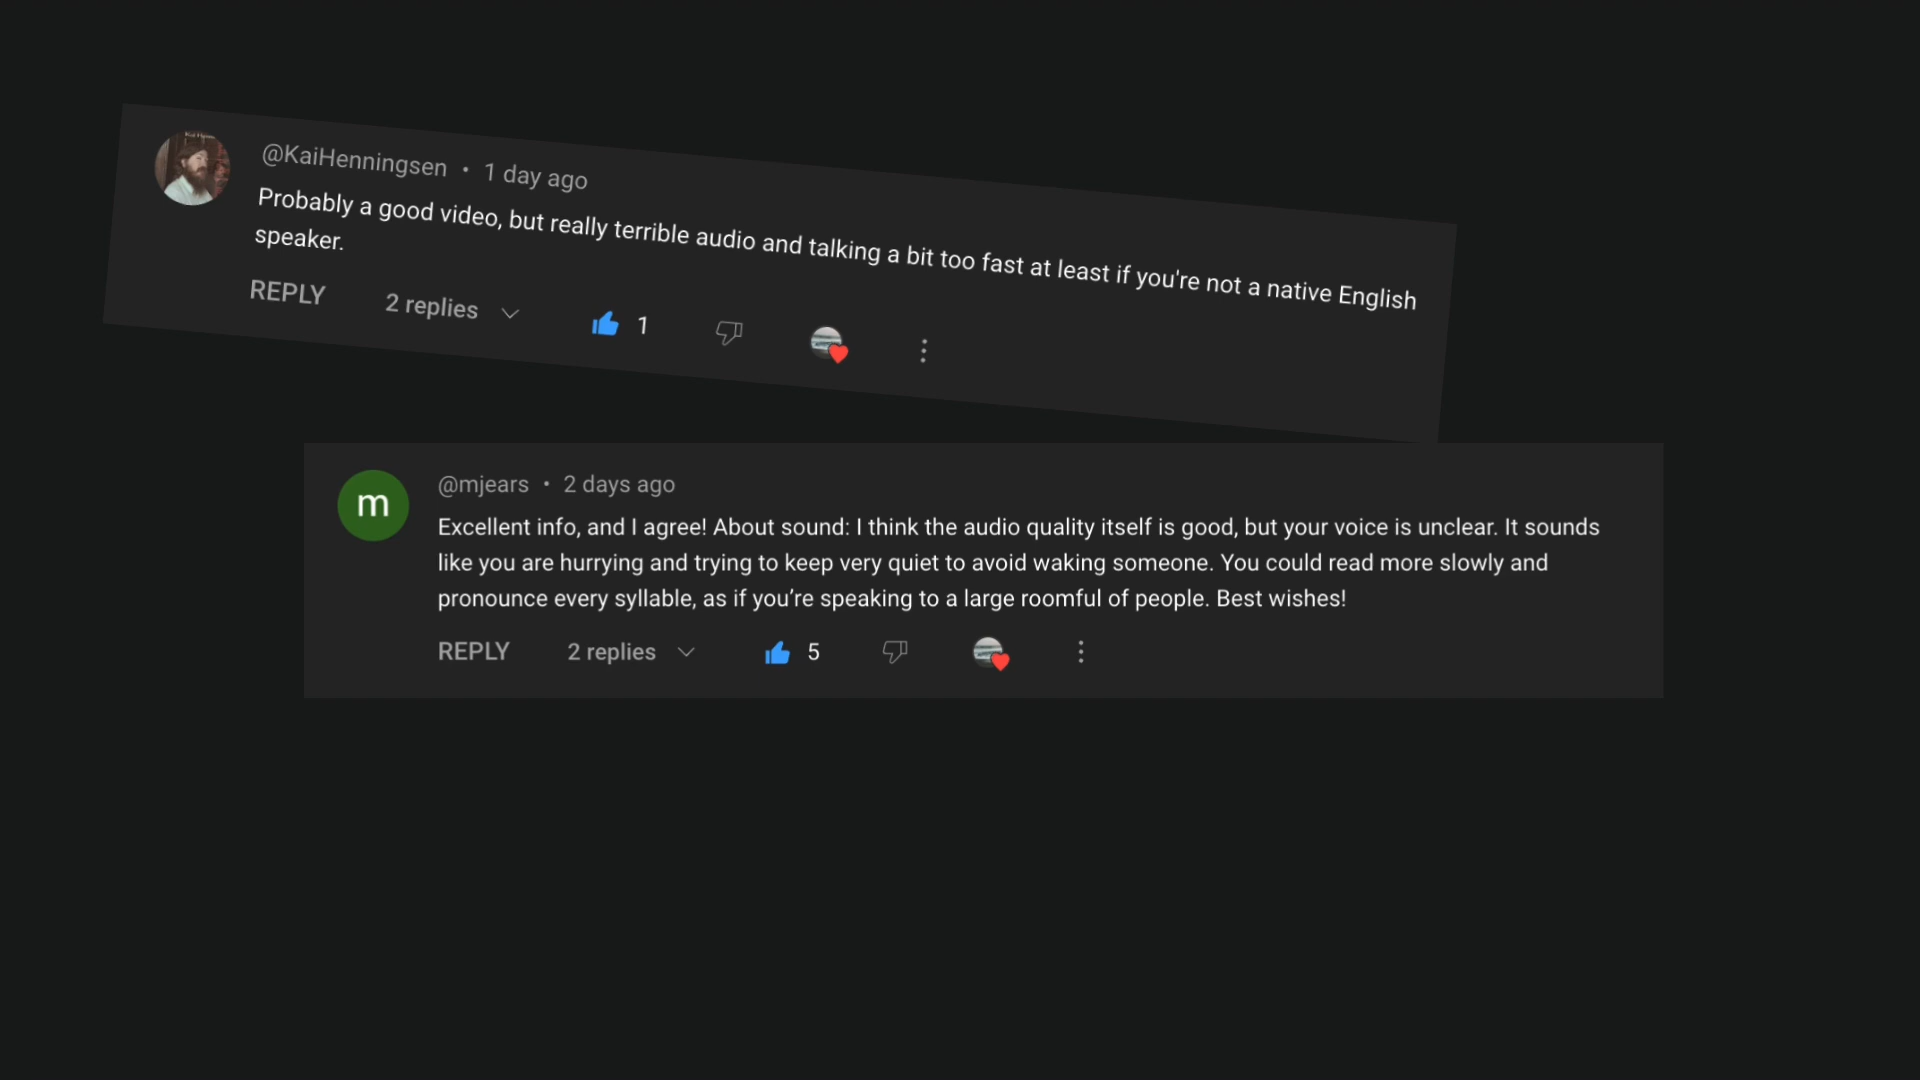 @KaiHenningsen • 1 day ago
Probably a good video, but really terrible audio and talking a bit too fast at least if you're not a native English
speaker.
REPLY 2 replies 1
m
@mjears • 2 days ago
Excellent info, and I agree! About sound: I think the audio quality itself is good, but your voice is unclear. It sounds
like you are hurrying and trying to keep very quiet to avoid waking someone. You could read more slowly and
pronounce every syllable, as if you’re speaking to a large roomful of people. Best wishes!
REPLY 2 replies 5